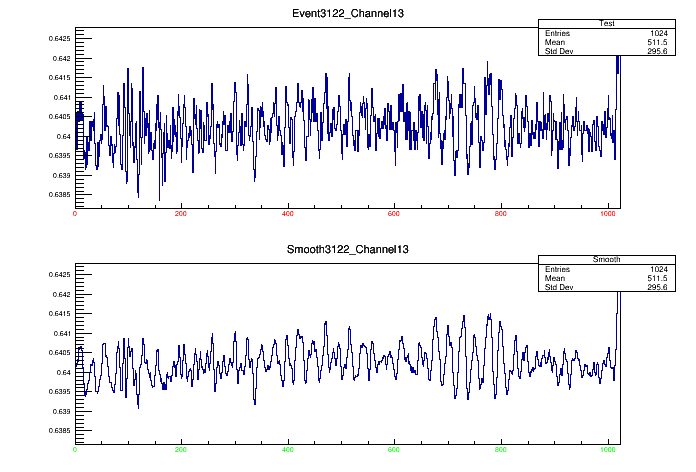 Event3122_Channel13
Test
Entries 1024
Mean 511.5
Std Dev 295.6
0.6425
0.642
0.6415
0.641
0.6405
0.64
0.6395
0.639
0.6385
0 200 400 600 800 1000
Smooth3122_Channel13
Smooth
Entries 1024
Mean 511.5
Std Dev 295.6
0.6425
0.642
0.6415
0.641
0.6405
0.64
0.6395
0.639
0.6385
0 200 400 600 800 1000